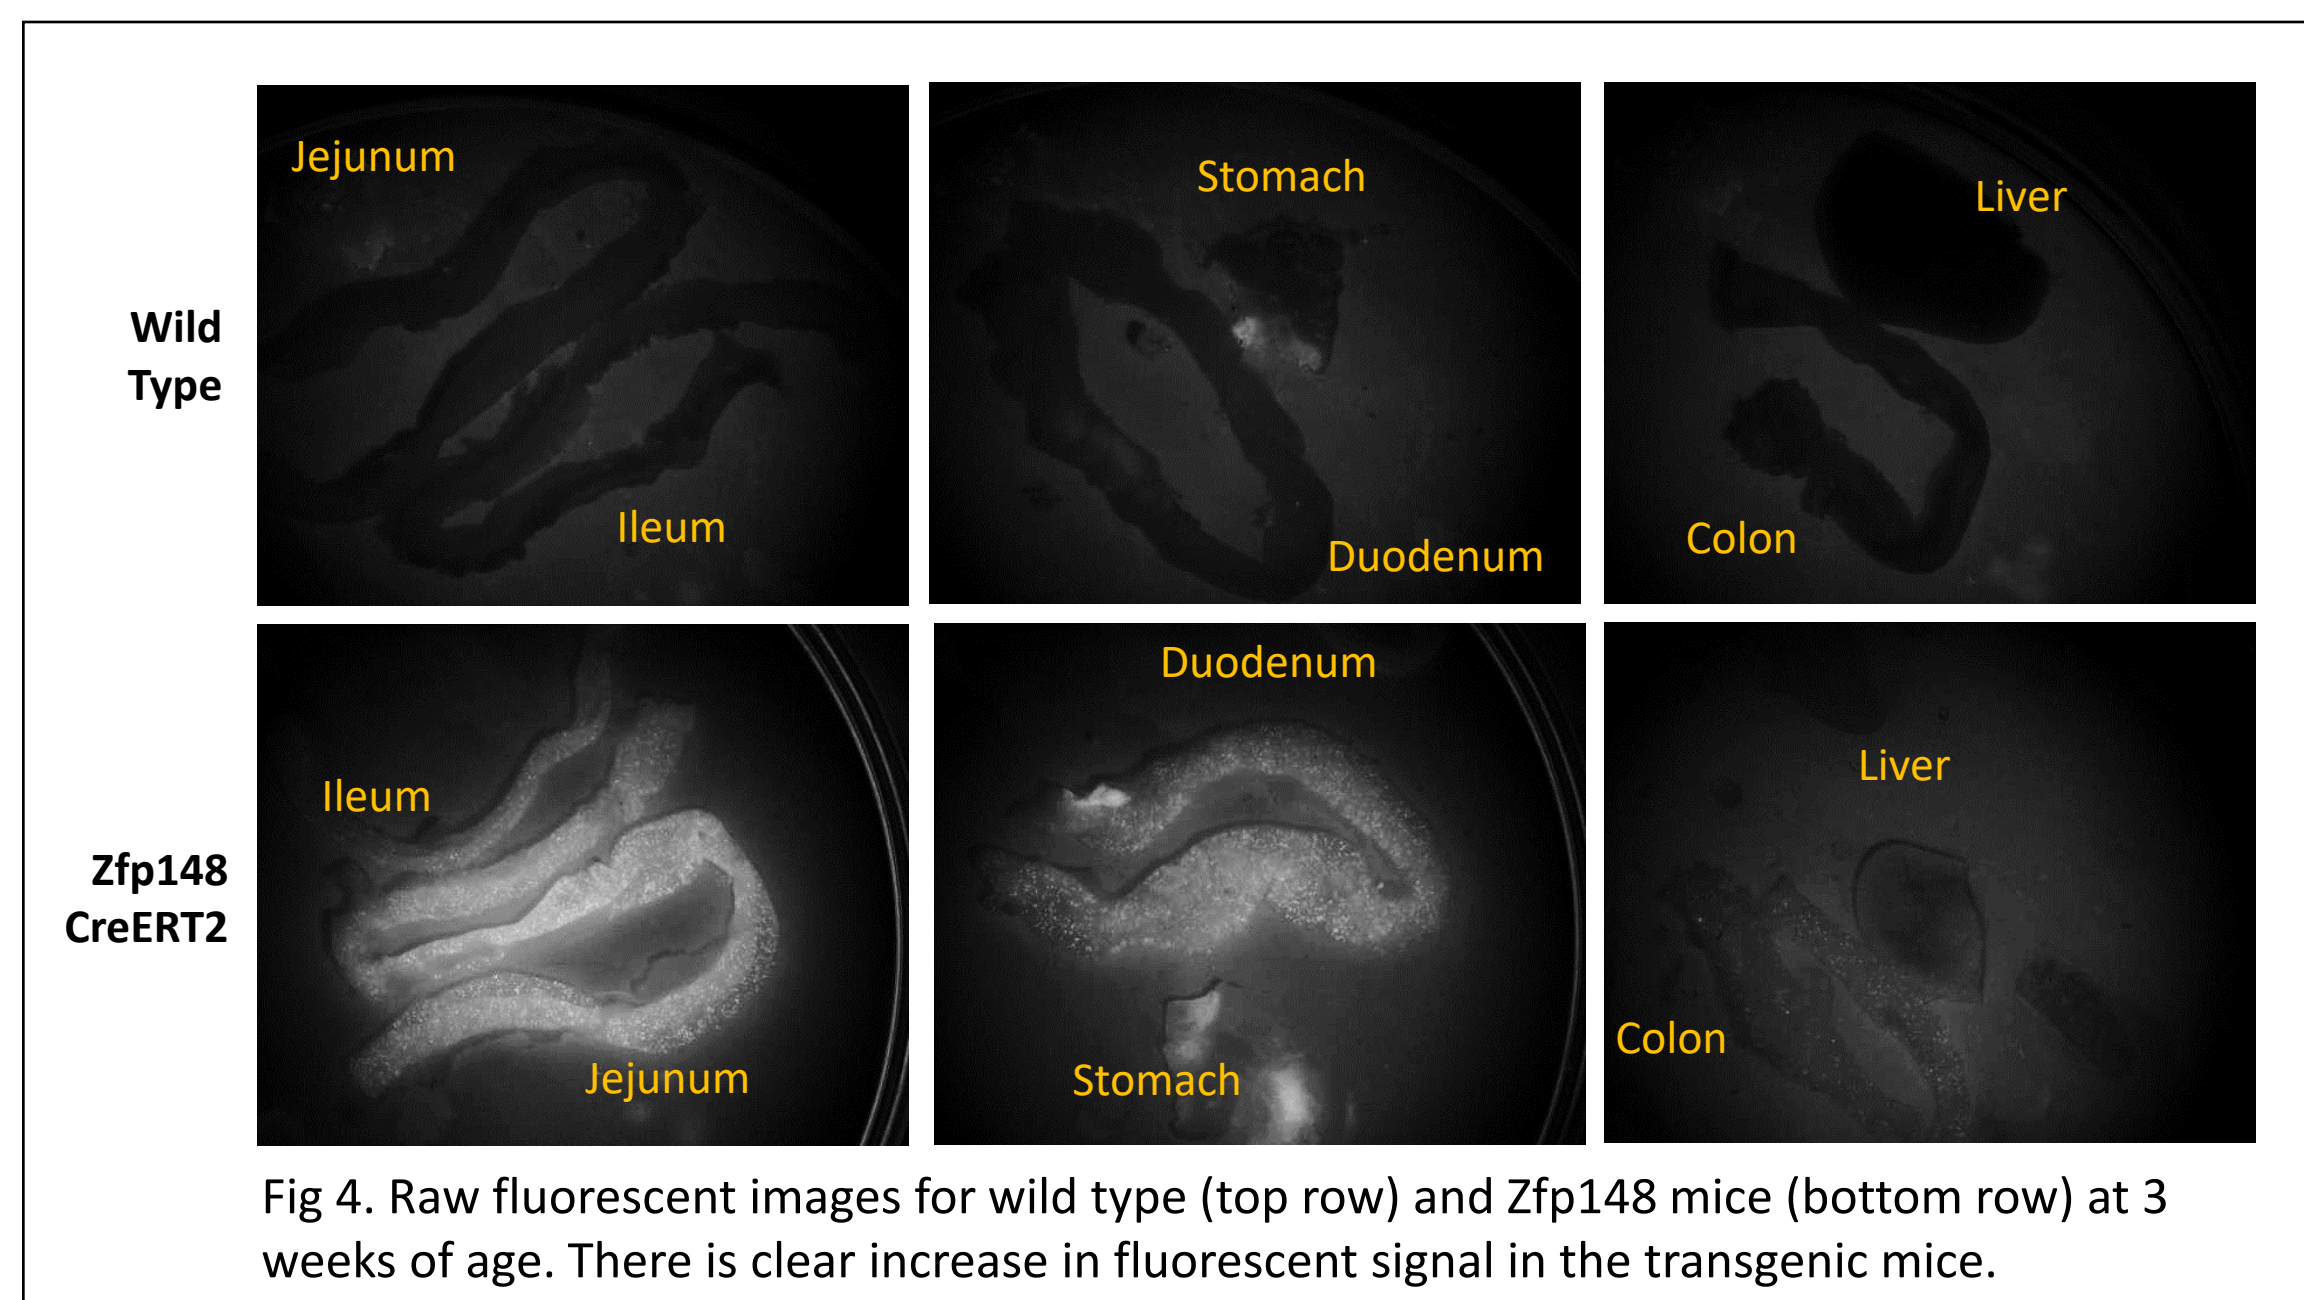 Jejunum
Stomach
Liver
Wild
Type
Ileum
Duodenum
Colon
Duodenum
Ileum
Liver
Zfp148
CreERT2
Colon
Jejunum
Stomach
Fig 4. Raw fluorescent images for wild type (top row) and Zfp148 mice (bottom row) at 3
weeks of age. There is clear increase in fluorescent signal in the transgenic mice.